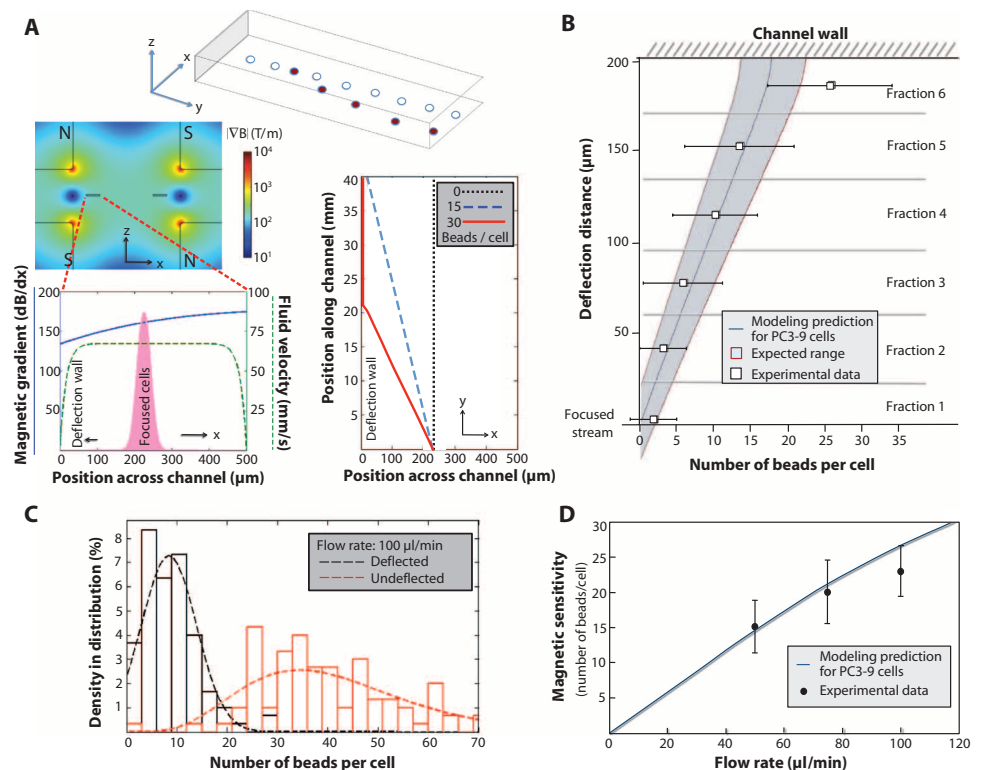 A
z
x
y
N
S
|∇B| (T/m)
10⁴
10³
10²
10¹
z
x
S
N
Magnetic gradient (dB/dx)
200
150
100
50
Deflection wall
Focused cells
x
100
75
50
25
Fluid velocity (mm/s)
0
100
200
300
400
500
Position across channel (µm)
Position along channel (mm)
40
35
30
25
20
15
10
5
0
0
15
30
Beads / cell
Deflection wall
y
x
0
100
200
300
400
500
Position across channel (µm)
B
Channel wall
Deflection distance (µm)
200
150
100
50
Focused
stream
Fraction 6
Fraction 5
Fraction 4
Fraction 3
Fraction 2
Fraction 1
Modeling prediction
for PC3-9 cells
Expected range
Experimental data
0
5
10
15
20
25
30
35
Number of beads per cell
C
Density in distribution (%)
8
7
6
5
4
3
2
1
Flow rate: 100 µl/min
Deflected
Undeflected
0
10
20
30
40
50
60
70
Number of beads per cell
D
Magnetic sensitivity
(number of beads/cell)
30
25
20
15
10
5
Modeling prediction
for PC3-9 cells
Experimental data
0
20
40
60
80
100
120
Flow rate (µl/min)